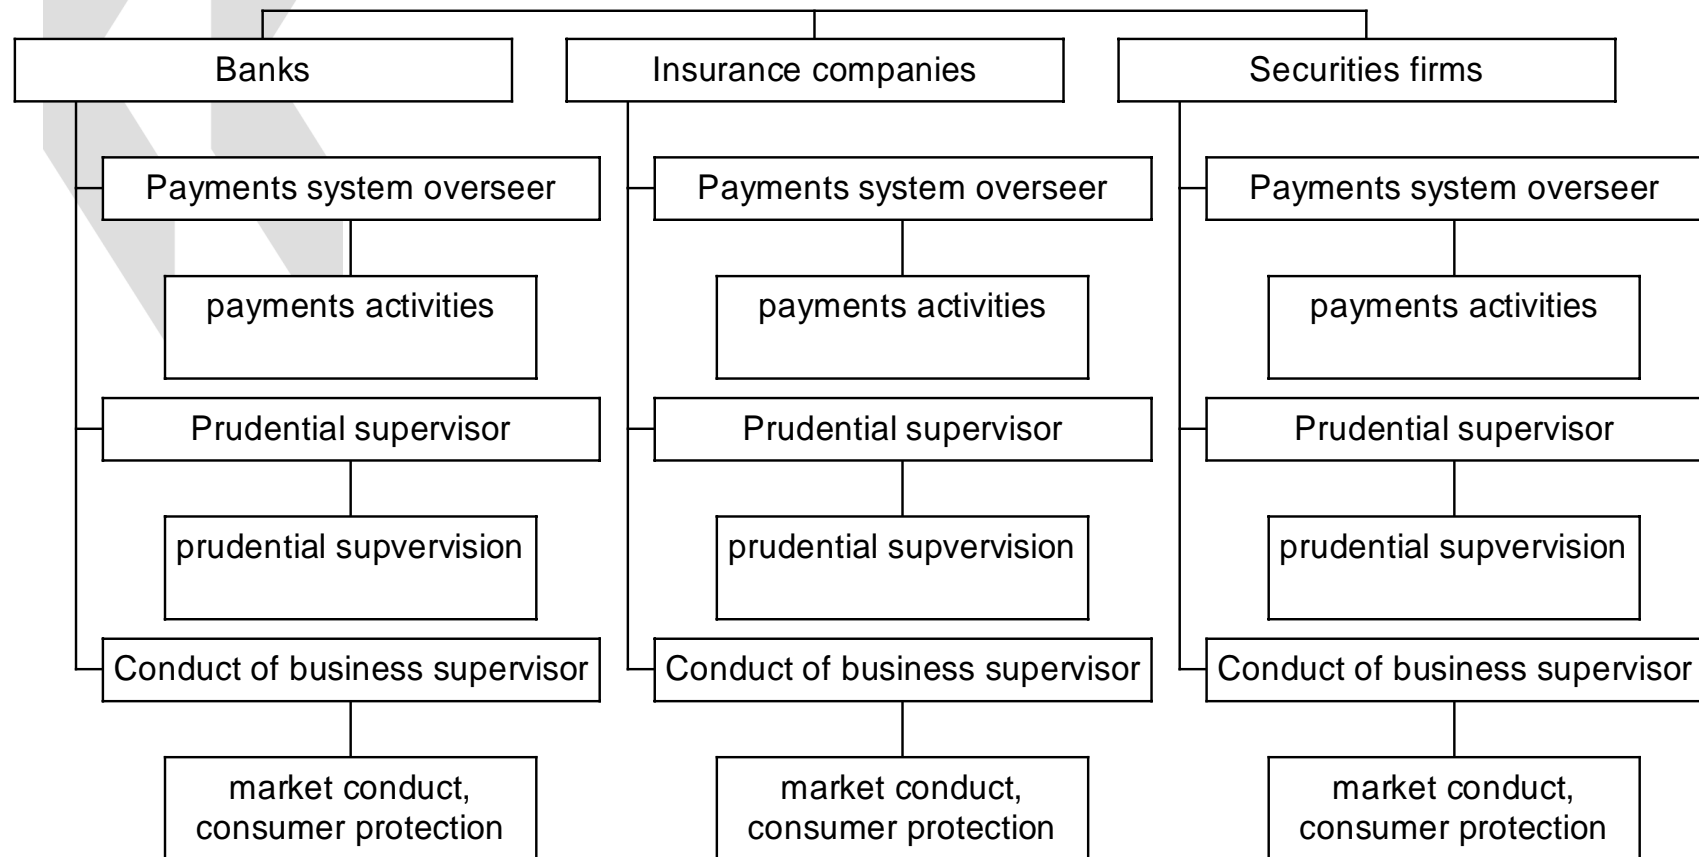 Banks
Insurance companies
Securities firms
Payments system overseer
Payments system overseer
Payments system overseer
payments activities
payments activities
payments activities
Prudential supervisor
Prudential supervisor
Prudential supervisor
prudential supvervision
prudential supvervision
prudential supvervision
Conduct of business supervisor
Conduct of business supervisor
Conduct of business supervisor
market conduct,
consumer protection
market conduct,
consumer protection
market conduct,
consumer protection